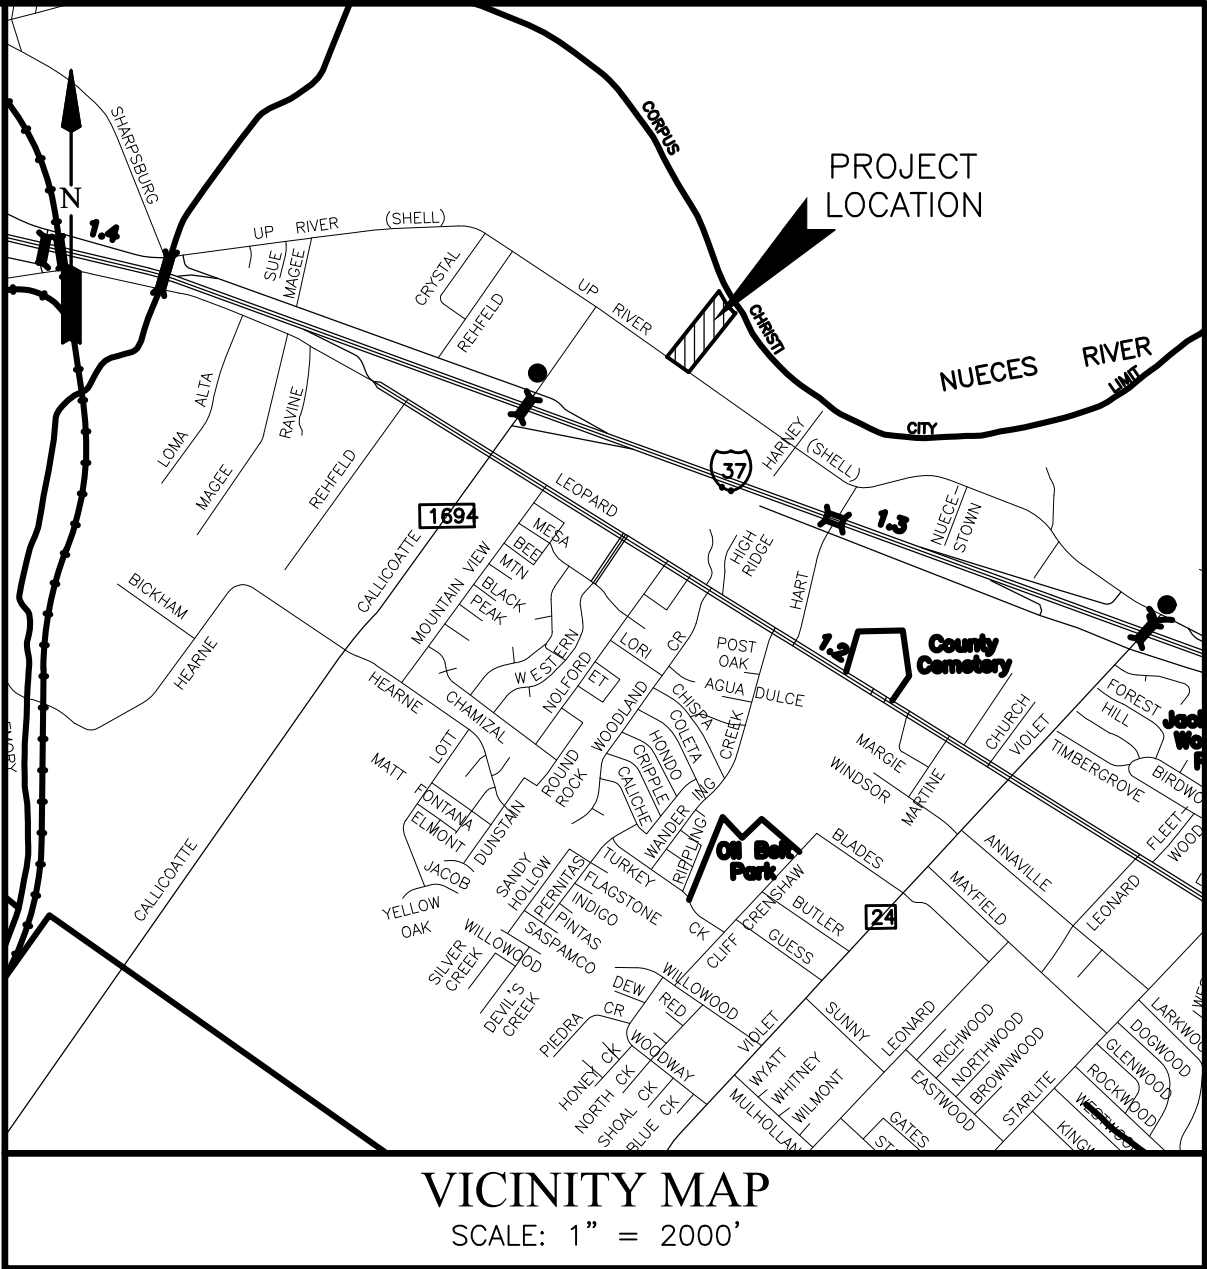 SHARPSBURG
CORPUS
PROJECT
LOCATION
N
1.4
UP RIVER (SHELL)
SUE
MAGEE
CRYSTAL
REHFELD
UP RIVER
CHRISTI
NUECES RIVER
LIMIT
CITY
LOMA ALTA
MAGEE
RAVINE
REHFELD
HARNEY
(SHELL)
37
LEOPARD
1694
1.3
NUECE-
STOWN
MESA
BEE
MTN
BLACK
PEAK
MOUNTAIN VIEW
CALLICOATTE
HIGH
RIDGE
HART
BICKHAM
HEARNE
WESTERN
NOLFORD
LORI
ET
CR
WOODLAND
POST
OAK
AGUA DULCE
1.2
County
Cemetery
HEARNE
CHAMIZAL
CHISPA
COLETA
HONDO
CRIPPLE
CALICHE
CREEK
MARGIE
WINDSOR
MARTINE
CHURCH
VIOLET
FOREST
HILL
TIMBERGROVE
LOTT
MATT
FONTANA
ELMONT
JACOB
DUNSTAIN
ROUND
ROCK
WANDERING
RIPPLING
Oil Belt
Park
BLADES
ANNAVILLE
MAYFIELD
LEONARD
CALLICOATTE
YELLOW
OAK
SANDY
HOLLOW
PERNITAS
TURKEY
CK
FLAGSTONE
INDIGO
PINTAS
SASPAMCO
CRENSHAW
CLIFF
BUTLER
GUESS
24
WILLOWOOD
SILVER
CREEK
DEVIL'S
CREEK
DEW
RED
WILLOWOOD
PIEDRA CR
WOODWAY
VIOLET
SUNNY
LEONARD
RICHWOOD
NORTHWOOD
BROWNWOOD
DOGWOOD
GLENWOOD
ROCKWOOD
HONEY CK
NORTH CK
SHOAL CK
BLUE CK
WYATT
WHITNEY
WILMONT
EASTWOOD
STARLITE
GATES
VICINITY MAP
SCALE: 1" = 2000'